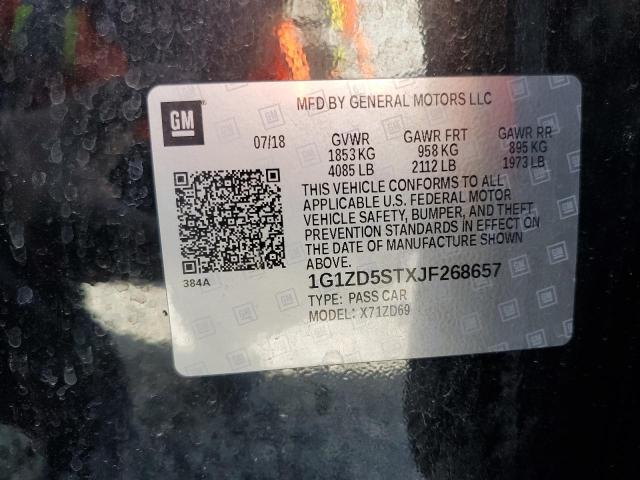 GM
MFD BY GENERAL MOTORS LLC
07/18 GVWR GAWR FRT GAWR RR
1853 KG 958 KG 895 KG
4085 LB 2112 LB 1973 LB
THIS VEHICLE CONFORMS TO ALL
APPLICABLE U.S. FEDERAL MOTOR
VEHICLE SAFETY, BUMPER, AND THEFT
PREVENTION STANDARDS IN EFFECT ON
THE DATE OF MANUFACTURE SHOWN
ABOVE.
384A
1G1ZD5STXJF268657
TYPE: PASS CAR
MODEL: X71ZD69